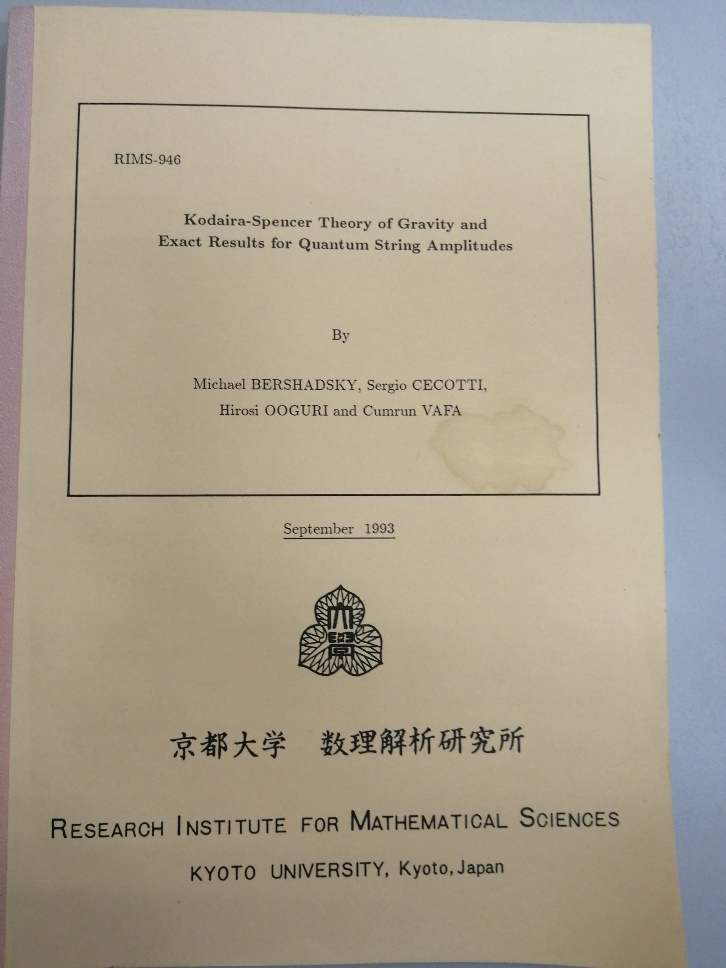 RIMS-946
Kodaira-Spencer Theory of Gravity and
Exact Results for Quantum String Amplitudes
By
Michael BERSHADSKY, Sergio CECOTTI,
Hirosi OOGURI and Cumrun VAFA
September 1993
大
學
京都大学 数理解析研究所
RESEARCH INSTITUTE FOR MATHEMATICAL SCIENCES
KYOTO UNIVERSITY, Kyoto, Japan